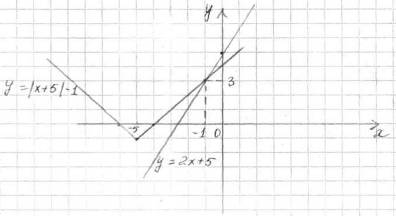 y
y = |x+5|-1
3
-5
-1 0
x
y = 2x+5